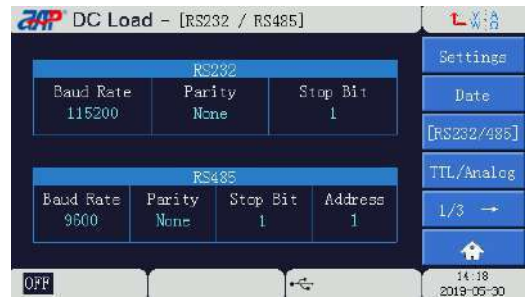 ZAP DC Load - [RS232 / RS485]
Settings
RS232
Baud Rate Parity Stop Bit
115200 None 1
Date
[RS232/485]
RS485
TTL/Analog
Baud Rate Parity Stop Bit Address
9600 None 1 1
1/3 →
OFF
14:18
2019-05-30